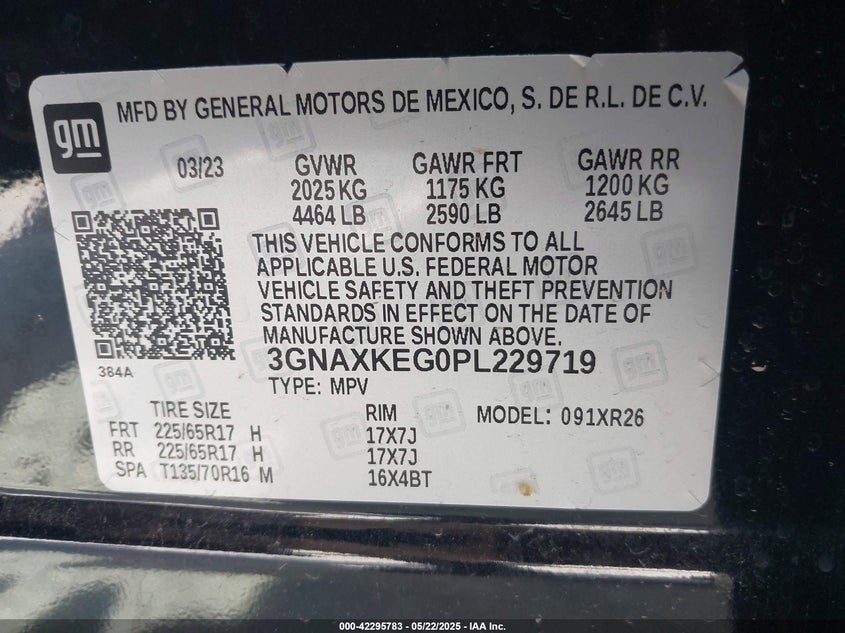 gm
MFD BY GENERAL MOTORS DE MEXICO, S. DE R.L. DE C.V.
03/23 GVWR GAWR FRT GAWR RR
2025 KG 1175 KG 1200 KG
4464 LB 2590 LB 2645 LB
THIS VEHICLE CONFORMS TO ALL
APPLICABLE U.S. FEDERAL MOTOR
VEHICLE SAFETY AND THEFT PREVENTION
STANDARDS IN EFFECT ON THE DATE OF
MANUFACTURE SHOWN ABOVE.
3GNAXKEG0PL229719
384A
TYPE: MPV
TIRE SIZE RIM MODEL: 091XR26
FRT 225/65R17 H 17X7J
RR 225/65R17 H 17X7J
SPA T135/70R16 M 16X4BT
000-42295783 - 05/22/2025 - IAA Inc.